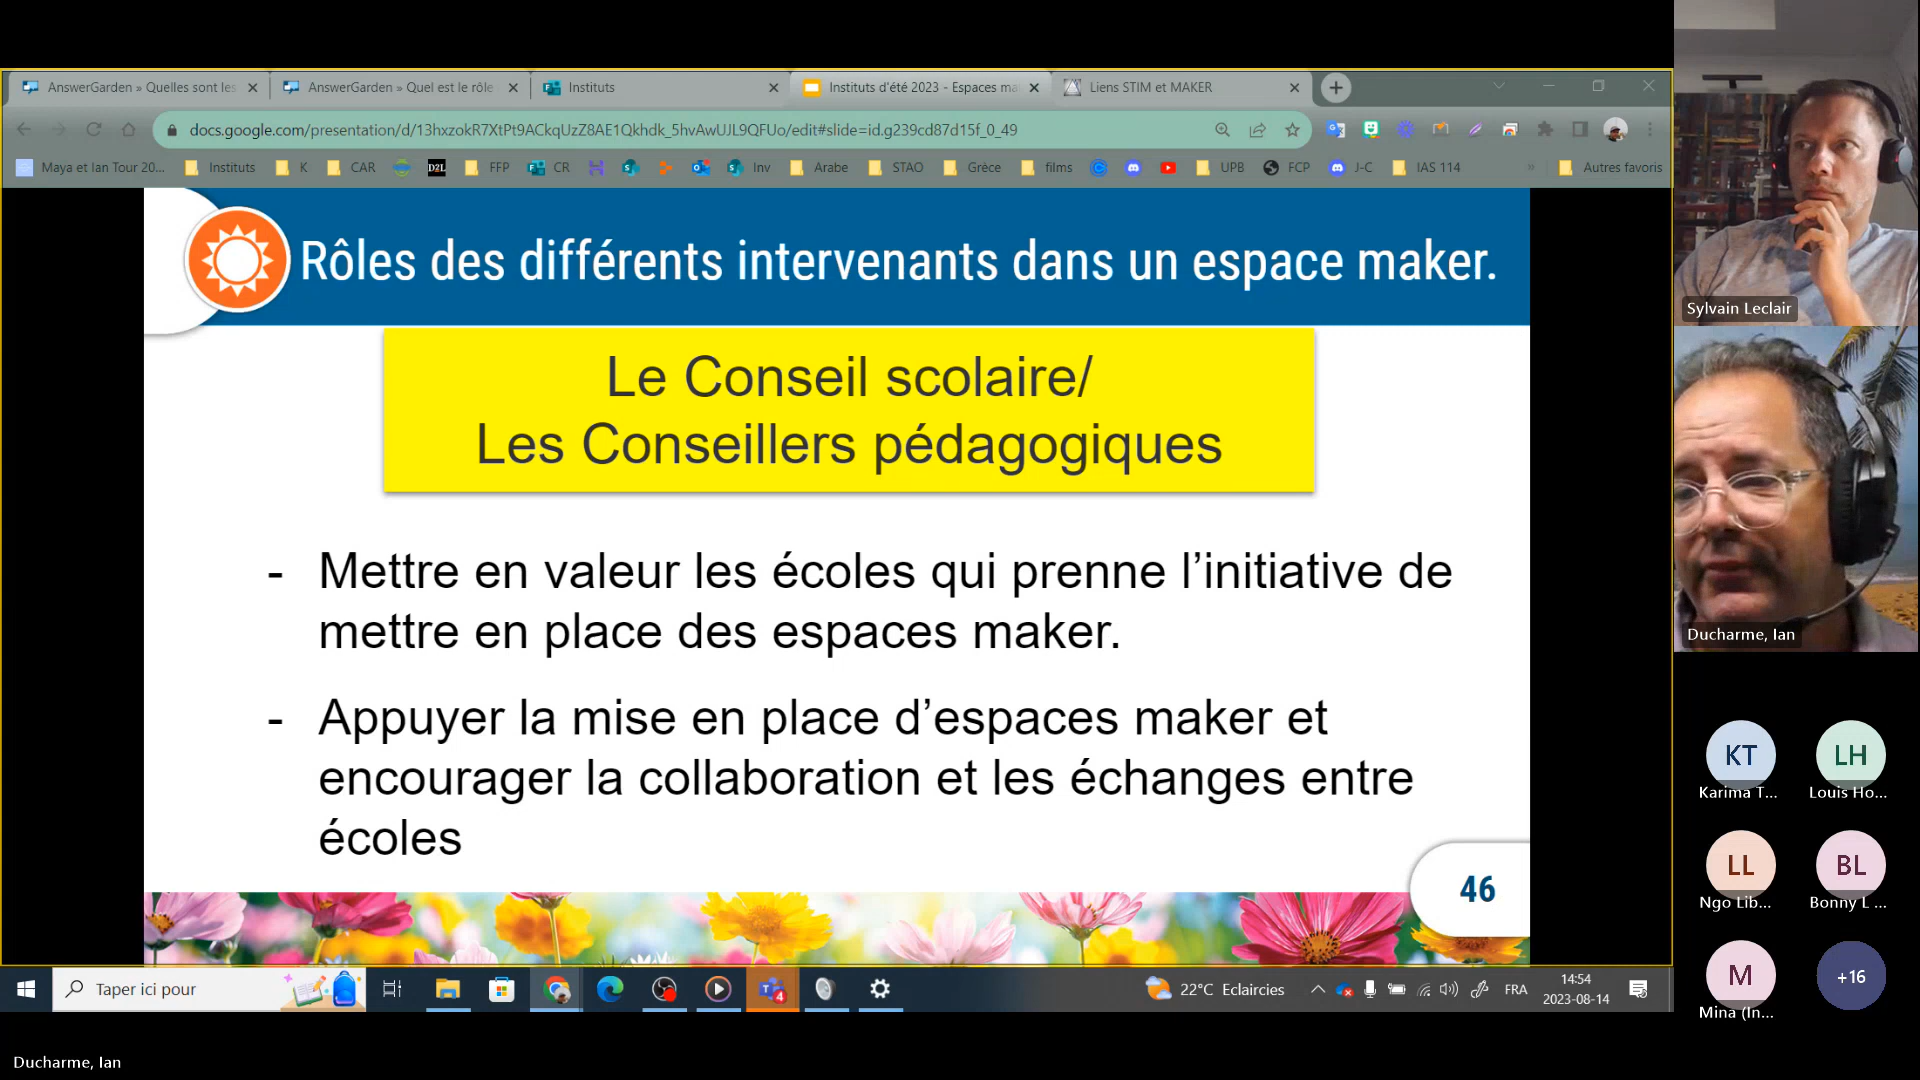 AnswerGarden » Quelles sont les
AnswerGarden » Quel est le rôle
Instituts
Instituts d'été 2023 - Espaces ma
Liens STIM et MAKER
docs.google.com/presentation/d/13hxzokR7XtPt9ACkqUzZ8AE1Qkhdk_5hvAwUJL9QFUo/edit#slide=id.g239cd87d15f_0_49
Maya et Ian Tour 20...
Instituts
K
CAR
D2L
FFP
CR
Inv
Arabe
STAO
Grèce
films
UPB
FCP
J-C
IAS 114
»
Autres favoris
Rôles des différents intervenants dans un espace maker.
Le Conseil scolaire/
Les Conseillers pédagogiques
- Mettre en valeur les écoles qui prenne l’initiative de
mettre en place des espaces maker.
- Appuyer la mise en place d’espaces maker et
encourager la collaboration et les échanges entre
écoles
46
Sylvain Leclair
Ducharme, Ian
KT
Karima T...
LH
Louis Ho...
LL
Ngo Lib...
BL
Bonny L ...
M
Mina (In...
+16
Taper ici pour
4
22°C Eclaircies
FRA
14:54
2023-08-14
Ducharme, Ian